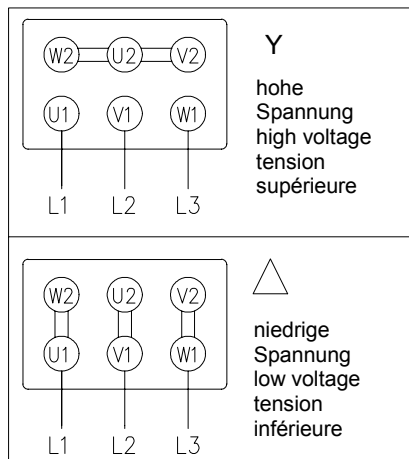 W2 U2 V2
Y
U1 V1 W1
L1 L2 L3
hohe
Spannung
high voltage
tension
supérieure
W2 U2 V2
U1 V1 W1
L1 L2 L3
niedrige
Spannung
low voltage
tension
inférieure